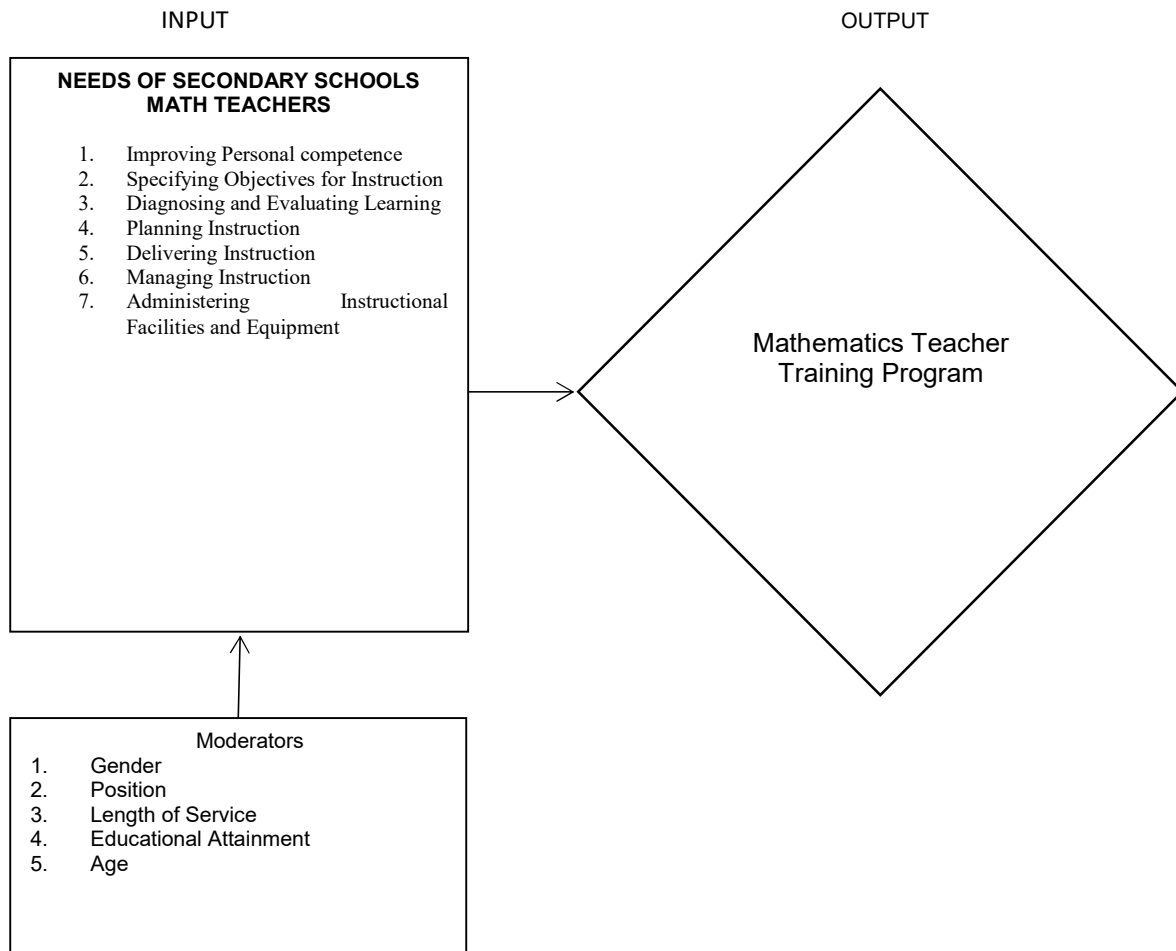 INPUT
OUTPUT
NEEDS OF SECONDARY SCHOOLS
MATH TEACHERS
1. Improving Personal competence
2. Specifying Objectives for Instruction
3. Diagnosing and Evaluating Learning
4. Planning Instruction
5. Delivering Instruction
6. Managing Instruction
7. Administering Instructional
Facilities and Equipment
Mathematics Teacher
Training Program
Moderators
1. Gender
2. Position
3. Length of Service
4. Educational Attainment
5. Age